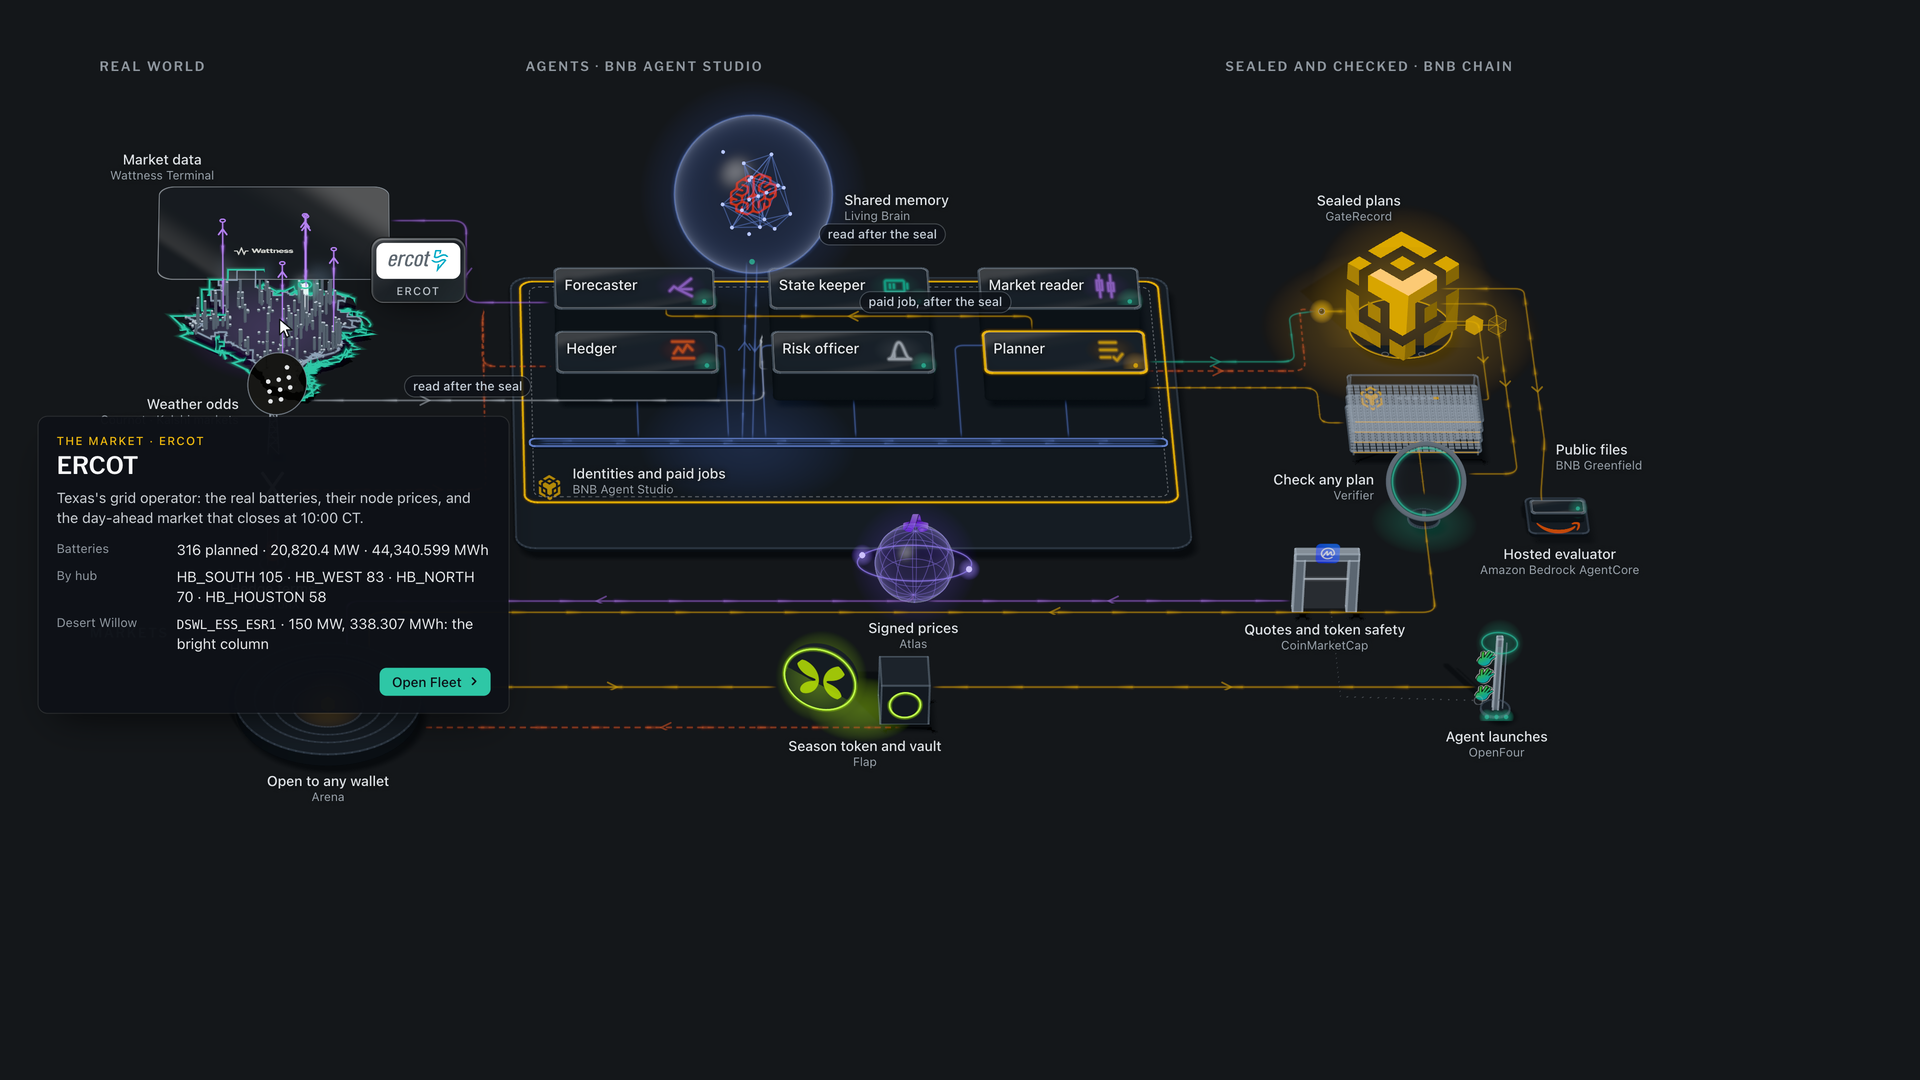 REAL WORLD
AGENTS · BNB AGENT STUDIO
SEALED AND CHECKED · BNB CHAIN
Market data
Wattness Terminal
Wattness
ercot
ERCOT
Shared memory
Living Brain
read after the seal
Sealed plans
GateRecord
Forecaster
State keeper
Market reader
paid job, after the seal
Hedger
Risk officer
Planner
read after the seal
Weather odds
Identities and paid jobs
BNB Agent Studio
Check any plan
Verifier
Public files
BNB Greenfield
Hosted evaluator
Amazon Bedrock AgentCore
THE MARKET · ERCOT
ERCOT
Texas's grid operator: the real batteries, their node prices, and
the day-ahead market that closes at 10:00 CT.
Batteries
316 planned · 20,820.4 MW · 44,340.599 MWh
By hub
HB_SOUTH 105 · HB_WEST 83 · HB_NORTH
70 · HB_HOUSTON 58
Desert Willow
DSWL_ESS_ESR1 · 150 MW, 338.307 MWh: the
bright column
Open Fleet
Signed prices
Atlas
Quotes and token safety
CoinMarketCap
Season token and vault
Flap
Agent launches
OpenFour
Open to any wallet
Arena